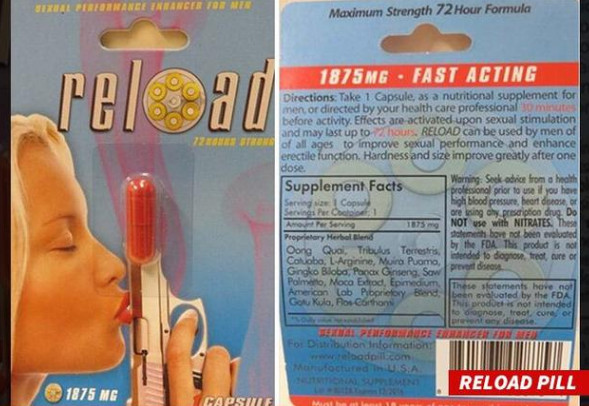 SEXUAL PERFORMANCE ENHANCER FOR MEN
reload
72 HOURS STRONG
1875 MG
CAPSULE
Maximum Strength 72 Hour Formula
1875MG · FAST ACTING
Directions: Take 1 Capsule, as a nutritional supplement for
men, or directed by your health care professional 30 minutes
before activity. Effects are activated upon sexual stimulation
and may last up to 72 hours. RELOAD can be used by men of
of all ages to improve sexual performance and enhance
erectile function. Hardness and size improve greatly after one
dose.
Supplement Facts
Serving size: 1 Capsule
Servings Per Container: 1
Amount Per Serving 1875 mg
Proprietary Herbal Blend
Dong Quai, Tribulus Terrestris,
Catuaba, L-Arginine, Muira Puama,
Gingko Biloba, Panax Ginseng, Saw
Palmetto, Maca Extract, Epimedium,
American Lab Proprietary Blend,
Gotu Kula, Flos Carthami
Warning: Seek advice from a health
professional prior to use if you have
high blood pressure, heart disease, or
are using any prescription drug. Do
NOT use with NITRATES. These
statements have not been evaluated
by the FDA. This product is not
intended to diagnose, treat, cure or
prevent disease.
These statements have not
been evaluated by the FDA.
This product is not intended
to diagnose, treat, cure, or
prevent any disease.
SEXUAL PERFORMANCE ENHANCER FOR MEN
For Distribution Information:
www.reloadpill.com
Manufactured in U.S.A.
NUTRITIONAL SUPPLEMENT
Must be at least 18 years
RELOAD PILL